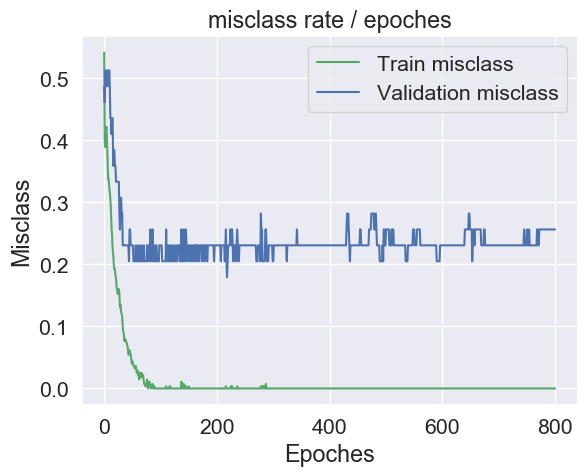 misclass rate / epoches
Train misclass
Validation misclass
Misclass
0.5
0.4
0.3
0.2
0.1
0.0
0
200
400
600
800
Epoches